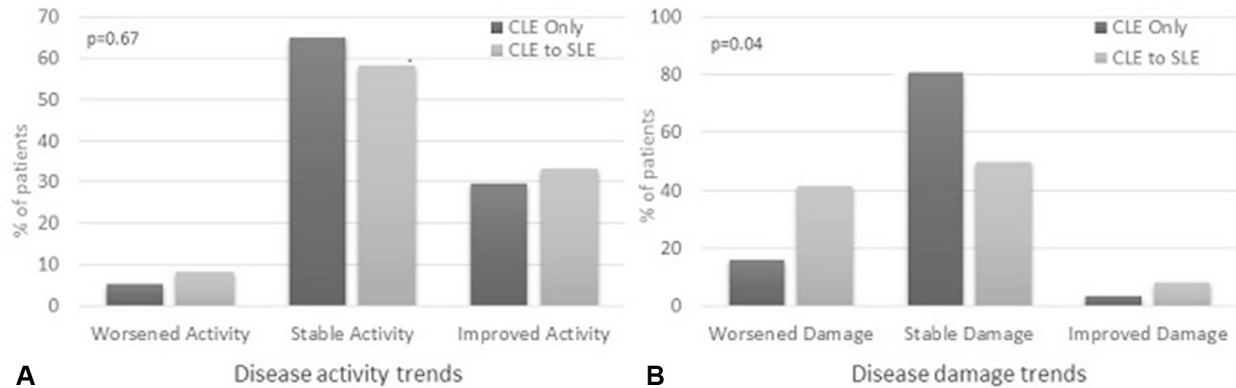 70
60
50
40
30
20
10
0
% of patients
p=0.67
CLE Only
CLE to SLE
Worsened Activity
Stable Activity
Improved Activity
A
Disease activity trends
100
80
60
40
20
0
% of patients
p=0.04
CLE Only
CLE to SLE
Worsened Damage
Stable Damage
Improved Damage
B
Disease damage trends